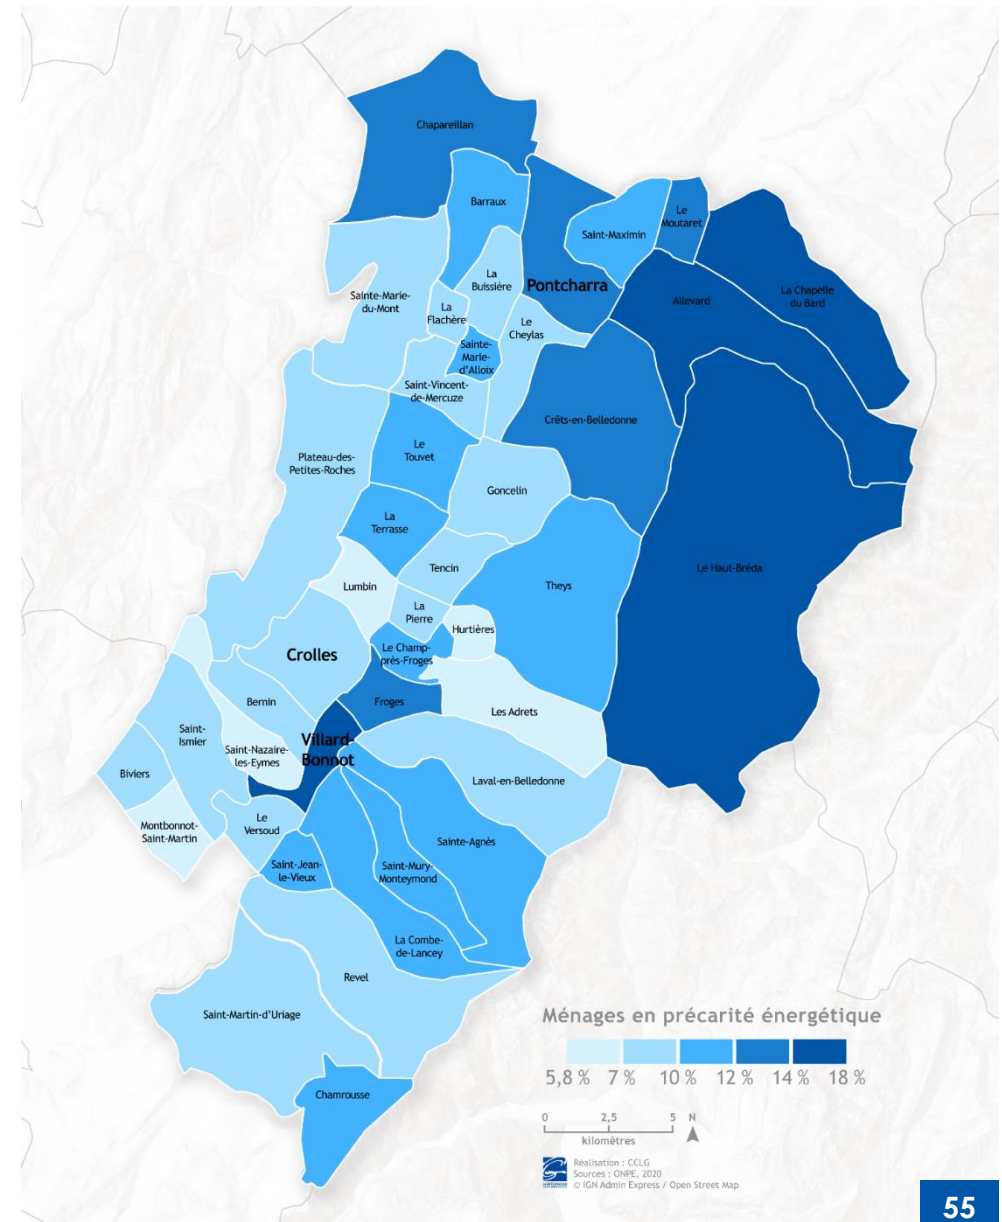 Chapareillan
Barraux
Saint-Maximin
Le
Moutaret
La
Buissière
Pontcharra
Allevard
La Chapelle
du Bard
Sainte-Marie-
du-Mont
La
Flachère
Le
Cheylas
Sainte-
Marie-
d'Alloix
Saint-Vincent-
de-Mercuze
Crêts-en-Belledonne
Le
Touvet
Plateau-des-
Petites-Roches
Goncelin
La
Terrasse
Tencin
Le Haut-Bréda
Lumbin
Theys
La
Pierre
Hurtières
Crolles
Le Champ-
près-Froges
Bernin
Froges
Les Adrets
Saint-
Ismier
Villard-
Bonnot
Saint-Nazaire-
les-Eymes
Biviers
Laval-en-Belledonne
Montbonnot-
Saint-Martin
Le
Versoud
Sainte-Agnès
Saint-Jean-
le-Vieux
Saint-Mury-
Monteymond
La Combe-
de-Lancey
Revel
Saint-Martin-d'Uriage
Chamrousse
Ménages en précarité énergétique
5,8 % 7 % 10 % 12 % 14 % 18 %
0 2,5 5 N
kilomètres
Réalisation : CCLG
Sources : ONPE, 2020
© IGN Admin Express / Open Street Map
55